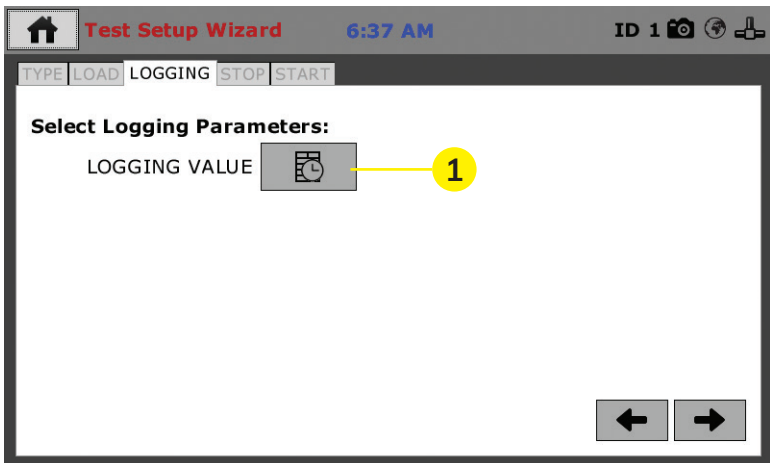 Test Setup Wizard 6:37 AM ID 1
TYPE LOAD LOGGING STOP START
Select Logging Parameters:
LOGGING VALUE 1